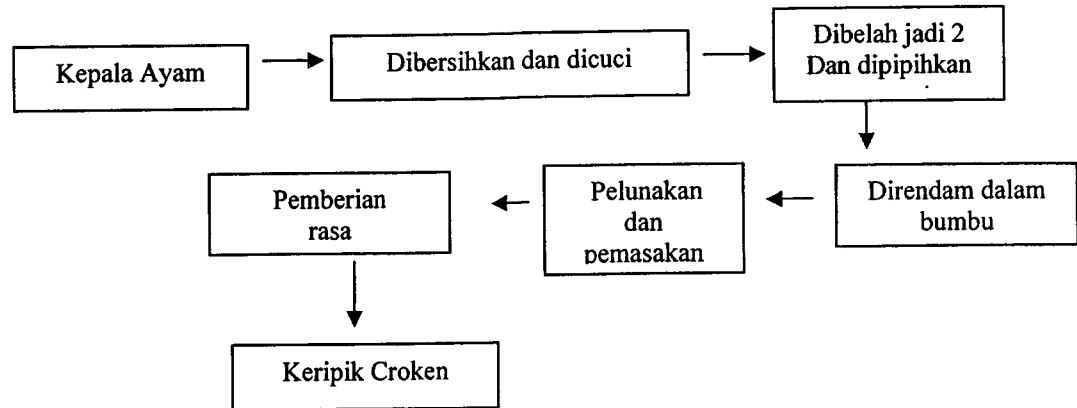 Kepala Ayam
Dibersihkan dan dicuci
Dibelah jadi 2
Dan dipipihkan
Direndam dalam
bumbu
Pelunakan
dan
pemasakan
Pemberian
rasa
Keripik Croken